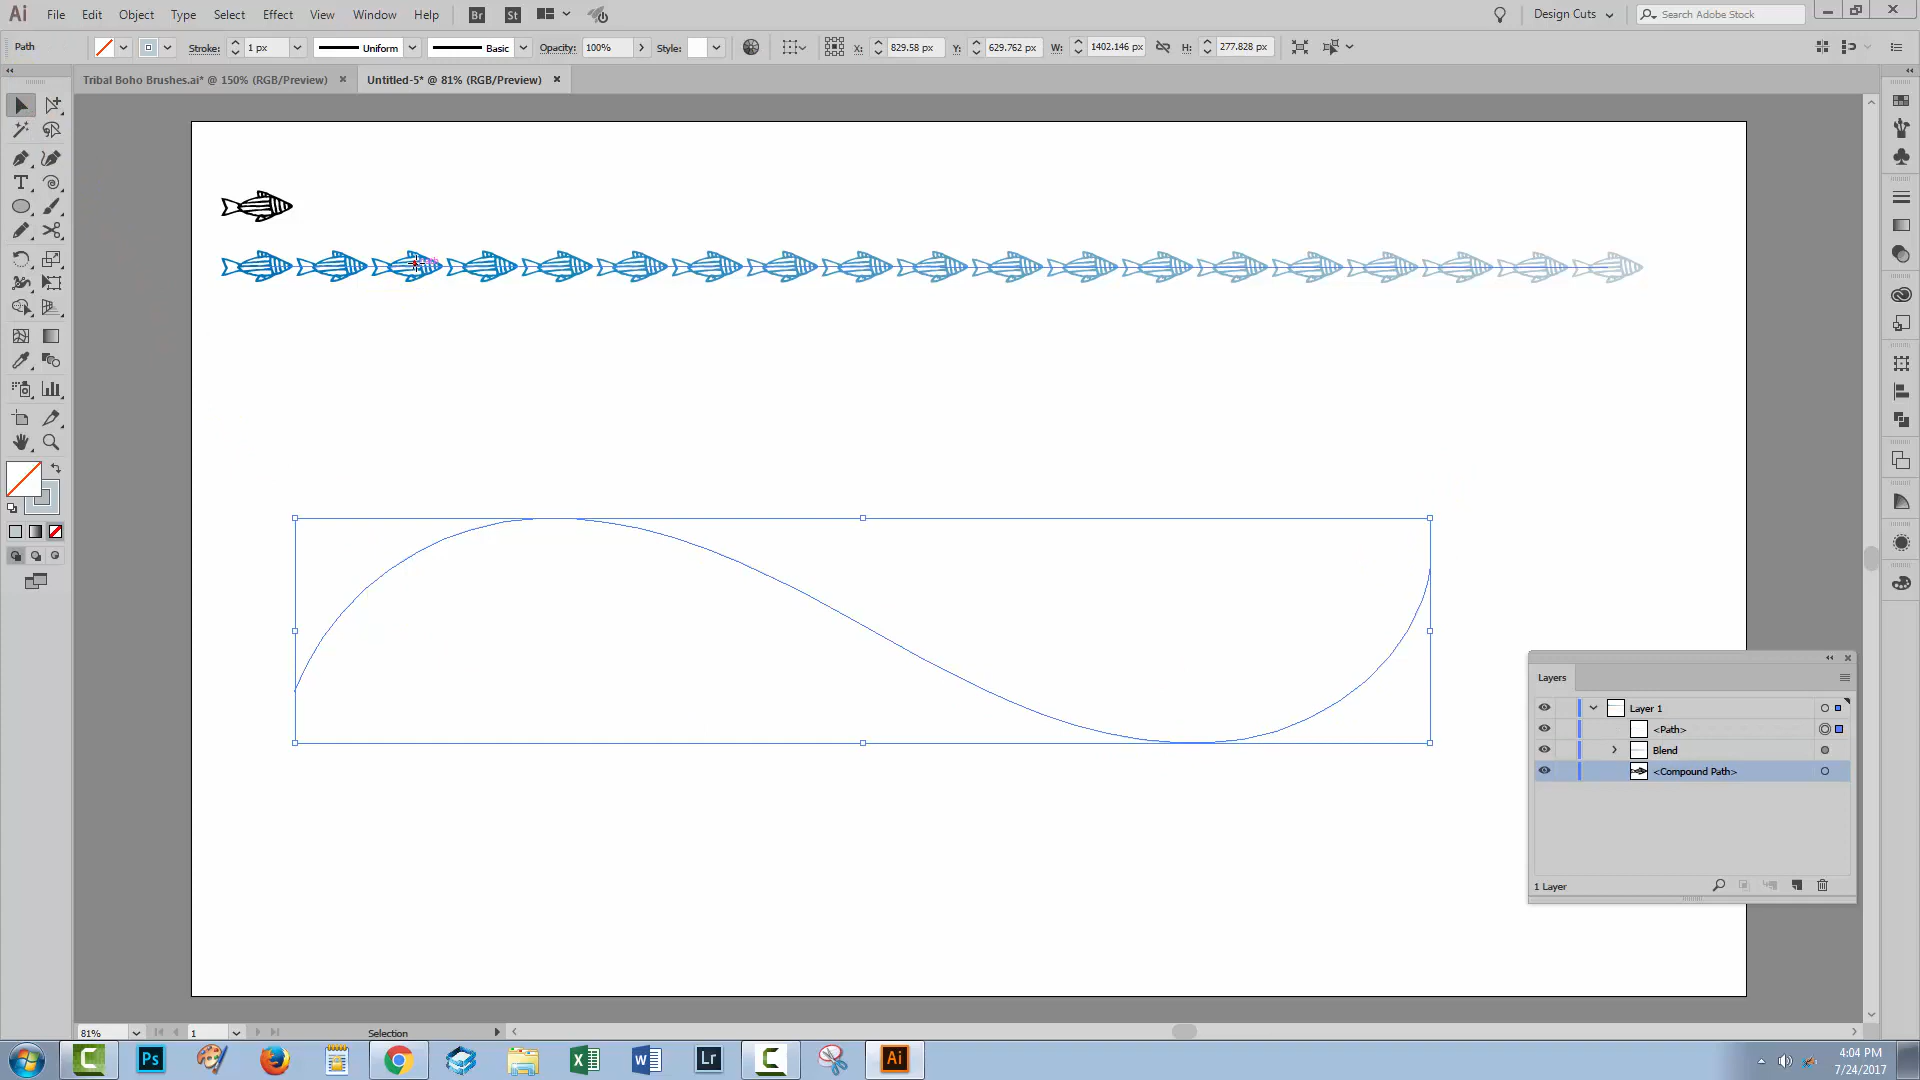 Ai File Edit Object Type Select Effect View Window Help Br St Design Cuts Search Adobe Stock
Path Stroke: 1 px Uniform Basic Opacity: 100% Style: X: 829.58 px Y: 629.762 px W: 1402.146 px H: 277.828 px
Tribal Boho Brushes.ai* @ 150% (RGB/Preview) Untitled-5* @ 81% (RGB/Preview)
Layers
Layer 1
<Path>
Blend
<Compound Path>
1 Layer
81% 1 Selection
Ps Lr Ai
4:04 PM
7/24/2017